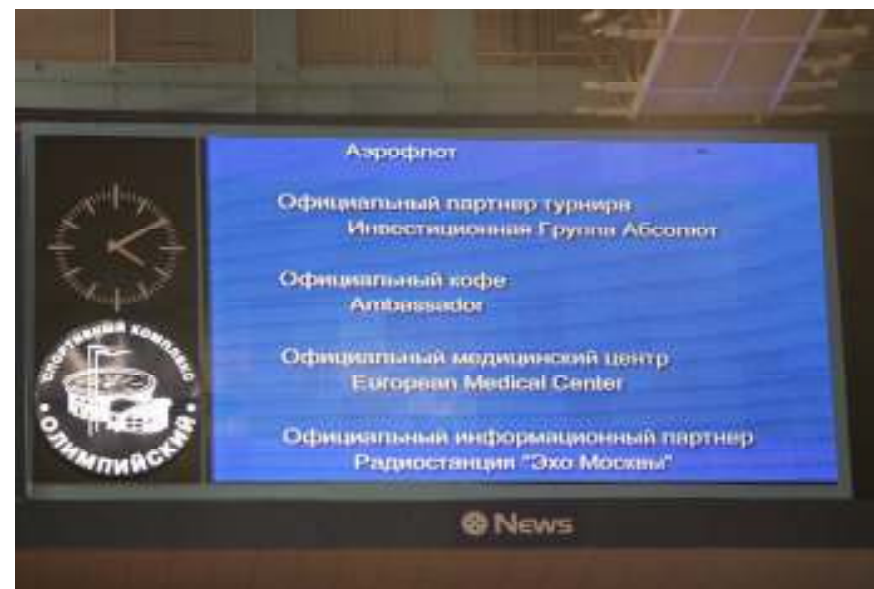 Аэрофлот
Официальный партнер турнира
Инвестиционная Группа Абсолют
Официальный кофе
Ambassador
Официальный медицинский центр
European Medical Center
Официальный информационный партнер
Радиостанция "Эхо Москвы"
СПОРТИВНЫЙ КОМПЛЕКС
• ОЛИМПИЙСКИЙ •
News